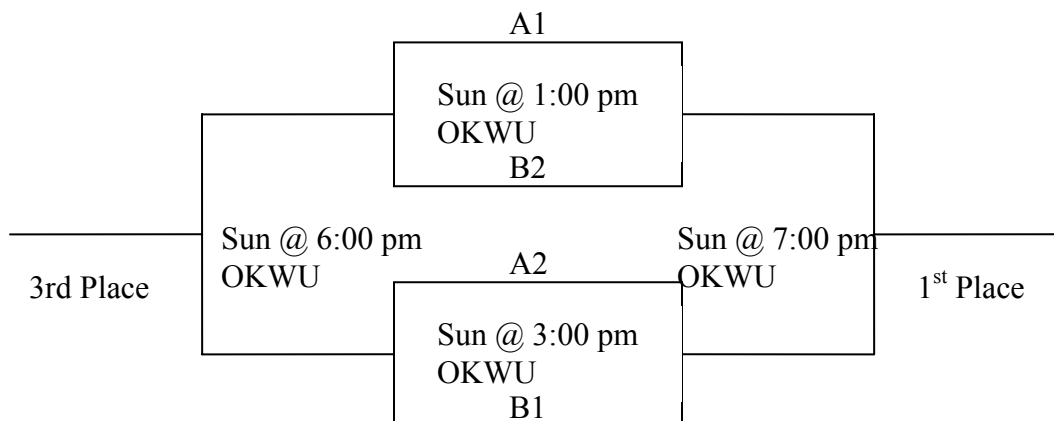 A1
Sun @ 1:00 pm
OKWU
B2
Sun @ 6:00 pm
OKWU
Sun @ 7:00 pm
OKWU
3rd Place
1st Place
A2
Sun @ 3:00 pm
OKWU
B1